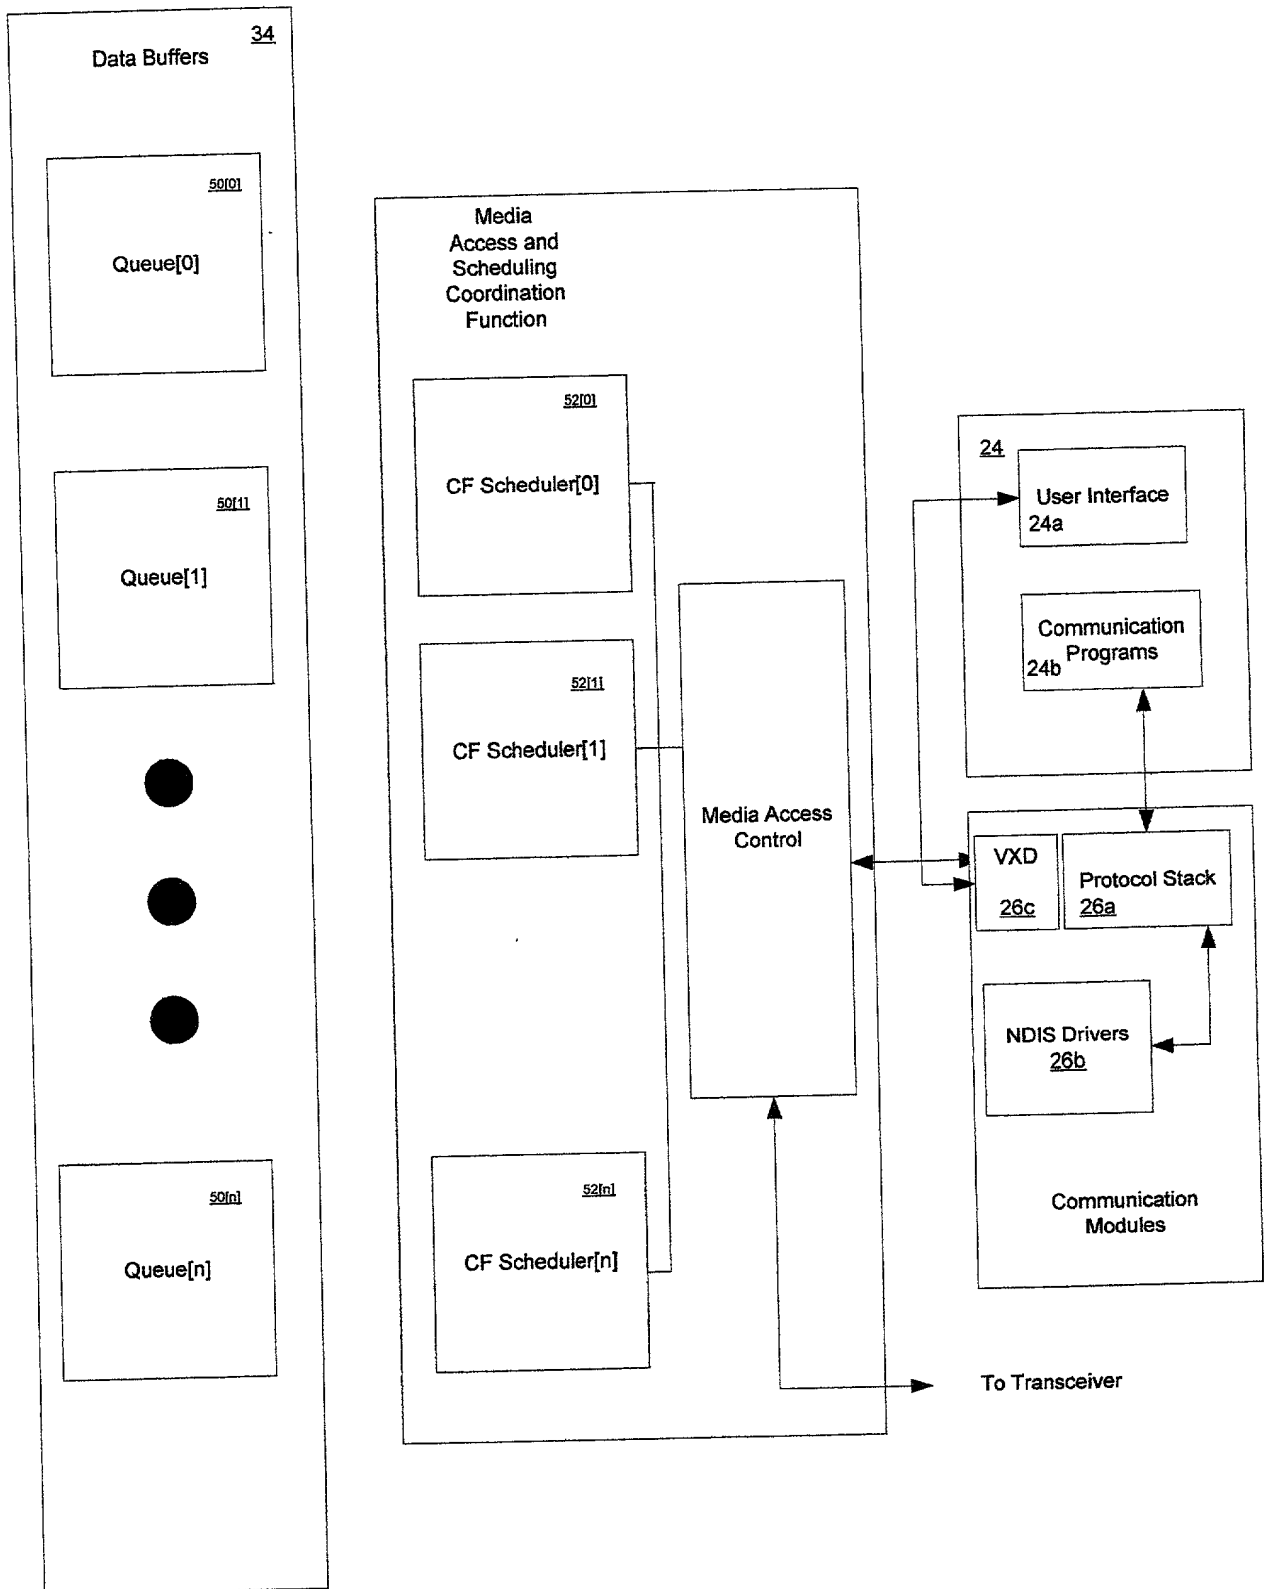 34
Data Buffers
50[0]
Queue[0]
50[1]
Queue[1]
50[n]
Queue[n]
Media
Access and
Scheduling
Coordination
Function
52[0]
CF Scheduler[0]
52[1]
CF Scheduler[1]
52[n]
CF Scheduler[n]
Media Access
Control
24
User Interface
24a
Communication
Programs
24b
VXD
26c
Protocol Stack
26a
NDIS Drivers
26b
Communication
Modules
To Transceiver